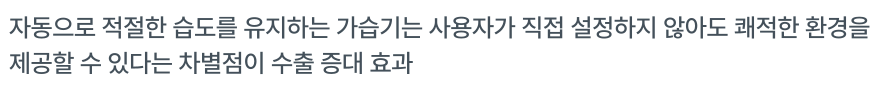 자동으로 적절한 습도를 유지하는 가습기는 사용자가 직접 설정하지 않아도 쾌적한 환경을
제공할 수 있다는 차별점이 수출 증대 효과